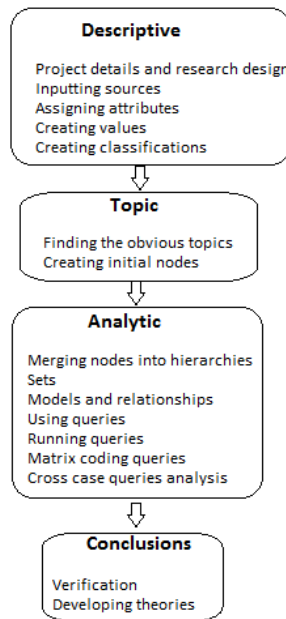 Descriptive
Project details and research design
Inputting sources
Assigning attributes
Creating values
Creating classifications
Topic
Finding the obvious topics
Creating initial nodes
Analytic
Merging nodes into hierarchies
Sets
Models and relationships
Using queries
Running queries
Matrix coding queries
Cross case queries analysis
Conclusions
Verification
Developing theories